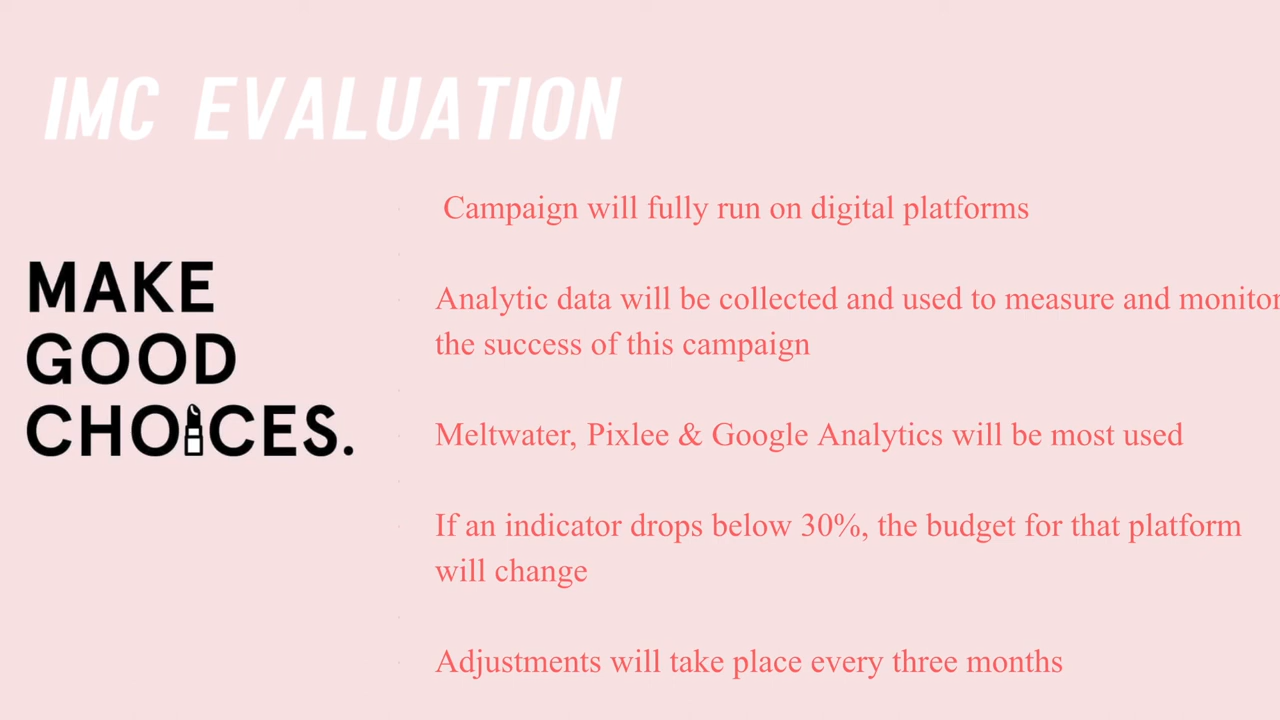 IMC EVALUATION
Campaign will fully run on digital platforms
MAKE
GOOD
CHOICES.
Analytic data will be collected and used to measure and monitor
the success of this campaign
Meltwater, Pixlee & Google Analytics will be most used
If an indicator drops below 30%, the budget for that platform
will change
Adjustments will take place every three months